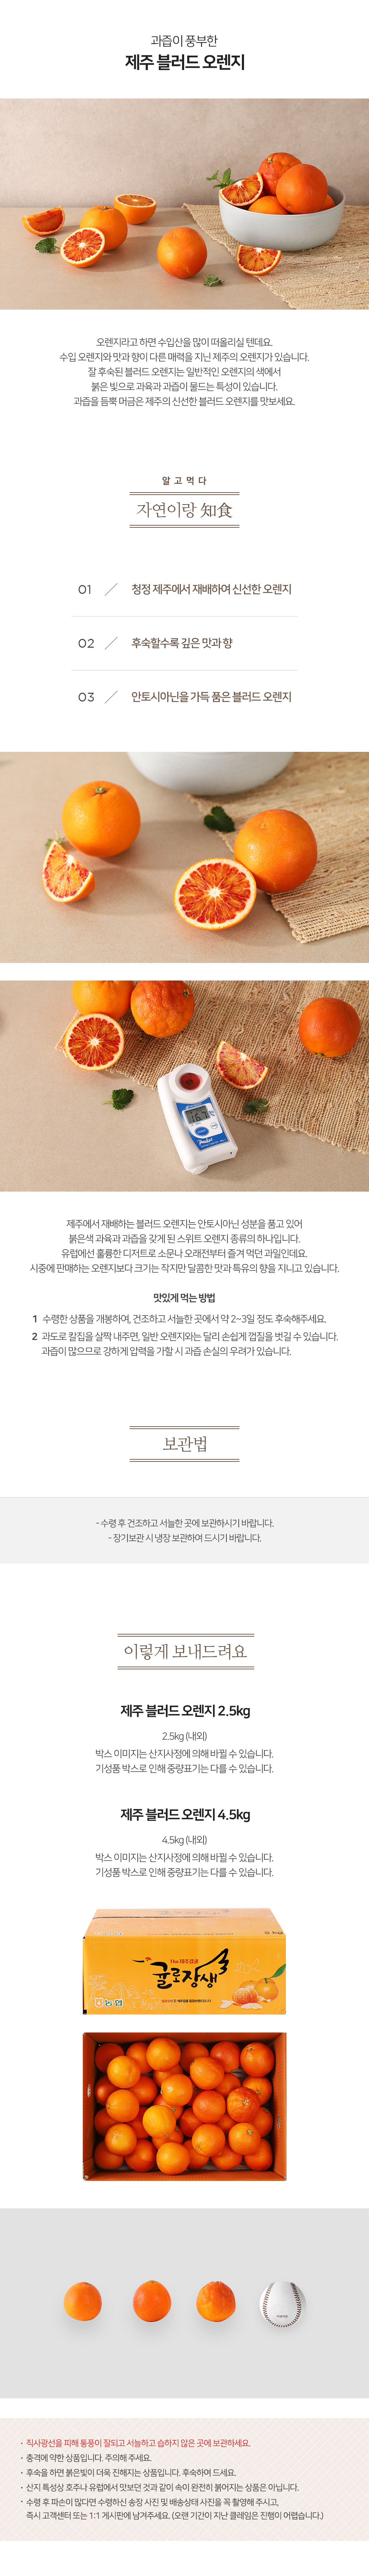 과즙이 풍부한
제주 블러드 오렌지
오렌지라고 하면 수입산을 많이 떠올리실 텐데요.
수입 오렌지와 맛과 향이 다른 매력을 지닌 제주의 오렌지가 있습니다.
잘 후숙된 블러드 오렌지는 일반적인 오렌지의 색에서
붉은 빛으로 과육과 과즙이 물드는 특성이 있습니다.
과즙을 듬뿍 머금은 제주의 신선한 블러드 오렌지를 맛보세요.
알고먹다
자연이랑 知食
01 / 청정 제주에서 재배하여 신선한 오렌지
02 / 후숙할수록 깊은 맛과 향
03 / 안토시아닌을 가득 품은 블러드 오렌지
16.7
Pocket
제주에서 재배하는 블러드 오렌지는 안토시아닌 성분을 품고 있어
붉은색 과육과 과즙을 갖게 된 스위트 오렌지 종류의 하나입니다.
유럽에선 훌륭한 디저트로 소문나 오래전부터 즐겨 먹던 과일인데요.
시중에 판매하는 오렌지보다 크기는 작지만 달콤한 맛과 특유의 향을 지니고 있습니다.
맛있게 먹는 방법
1 수령한 상품을 개봉하여, 건조하고 서늘한 곳에서 약 2~3일 정도 후숙해주세요.
2 과도로 칼집을 살짝 내주면, 일반 오렌지와는 달리 손쉽게 껍질을 벗길 수 있습니다.
과즙이 많으므로 강하게 압력을 가할 시 과즙 손실의 우려가 있습니다.
보관법
- 수령 후 건조하고 서늘한 곳에 보관하시기 바랍니다.
- 장기보관 시 냉장 보관하여 드시기 바랍니다.
이렇게 보내드려요
제주 블러드 오렌지 2.5kg
2.5kg (내외)
박스 이미지는 산지사정에 의해 바뀔 수 있습니다.
기성품 박스로 인해 중량표기는 다를 수 있습니다.
제주 블러드 오렌지 4.5kg
4.5kg (내외)
박스 이미지는 산지사정에 의해 바뀔 수 있습니다.
기성품 박스로 인해 중량표기는 다를 수 있습니다.
The 제주감귤
귤로장생
농협
· 직사광선을 피해 통풍이 잘되고 서늘하고 습하지 않은 곳에 보관하세요.
· 충격에 약한 상품입니다. 주의해 주세요.
· 후숙을 하면 붉은빛이 더욱 진해지는 상품입니다. 후숙하여 드세요.
· 산지 특성상 호주나 유럽에서 맛보던 것과 같이 속이 완전히 붉어지는 상품은 아닙니다.
· 수령 후 파손이 많다면 수령하신 송장 사진 및 배송상태 사진을 꼭 촬영해 주시고,
즉시 고객센터 또는 1:1 게시판에 남겨주세요. (오랜 기간이 지난 클레임은 진행이 어렵습니다.)